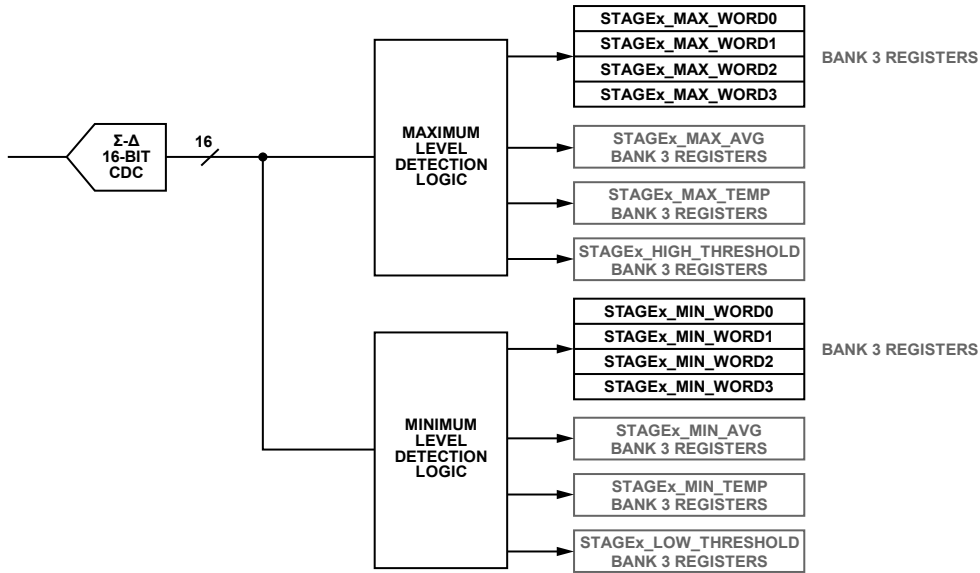 Σ-Δ
16-BIT
CDC
16
MAXIMUM
LEVEL
DETECTION
LOGIC
STAGEx_MAX_WORD0
STAGEx_MAX_WORD1
STAGEx_MAX_WORD2
STAGEx_MAX_WORD3
BANK 3 REGISTERS
STAGEx_MAX_AVG
BANK 3 REGISTERS
STAGEx_MAX_TEMP
BANK 3 REGISTERS
STAGEx_HIGH_THRESHOLD
BANK 3 REGISTERS
MINIMUM
LEVEL
DETECTION
LOGIC
STAGEx_MIN_WORD0
STAGEx_MIN_WORD1
STAGEx_MIN_WORD2
STAGEx_MIN_WORD3
BANK 3 REGISTERS
STAGEx_MIN_AVG
BANK 3 REGISTERS
STAGEx_MIN_TEMP
BANK 3 REGISTERS
STAGEx_LOW_THRESHOLD
BANK 3 REGISTERS